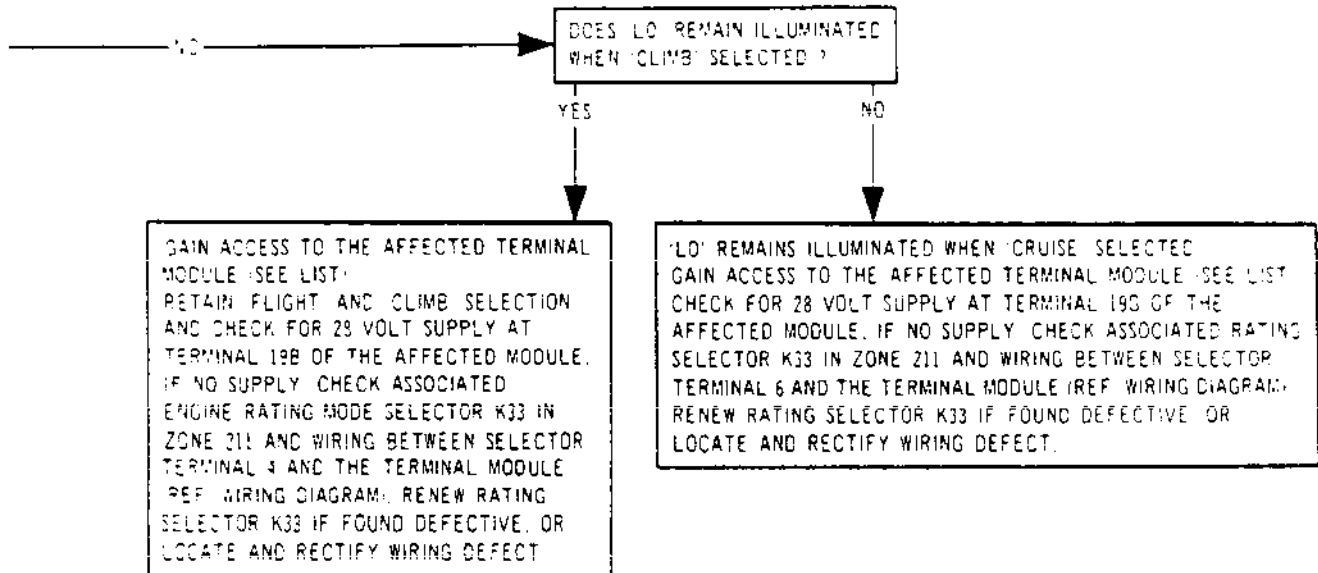 NO
DOES 'LO' REMAIN ILLUMINATED
WHEN 'CLIMB' SELECTED ?
YES
NO
GAIN ACCESS TO THE AFFECTED TERMINAL
MODULE (SEE LIST)
RETAIN FLIGHT AND CLIMB SELECTION
AND CHECK FOR 28 VOLT SUPPLY AT
TERMINAL 19B OF THE AFFECTED MODULE.
IF NO SUPPLY CHECK ASSOCIATED
ENGINE RATING MODE SELECTOR K33 IN
ZONE 211 AND WIRING BETWEEN SELECTOR
TERMINAL 4 AND THE TERMINAL MODULE
(REF. WIRING DIAGRAM). RENEW RATING
SELECTOR K33 IF FOUND DEFECTIVE, OR
LOCATE AND RECTIFY WIRING DEFECT
'LO' REMAINS ILLUMINATED WHEN 'CRUISE' SELECTED
GAIN ACCESS TO THE AFFECTED TERMINAL MODULE (SEE LIST
CHECK FOR 28 VOLT SUPPLY AT TERMINAL OF THE
AFFECTED MODULE. IF NO SUPPLY CHECK ASSOCIATED RATING
SELECTOR K33 IN ZONE 211 AND WIRING BETWEEN SELECTOR
TERMINAL 6 AND THE TERMINAL MODULE (REF. WIRING DIAGRAM).
RENEW RATING SELECTOR K33 IF FOUND DEFECTIVE, OR
LOCATE AND RECTIFY WIRING DEFECT.